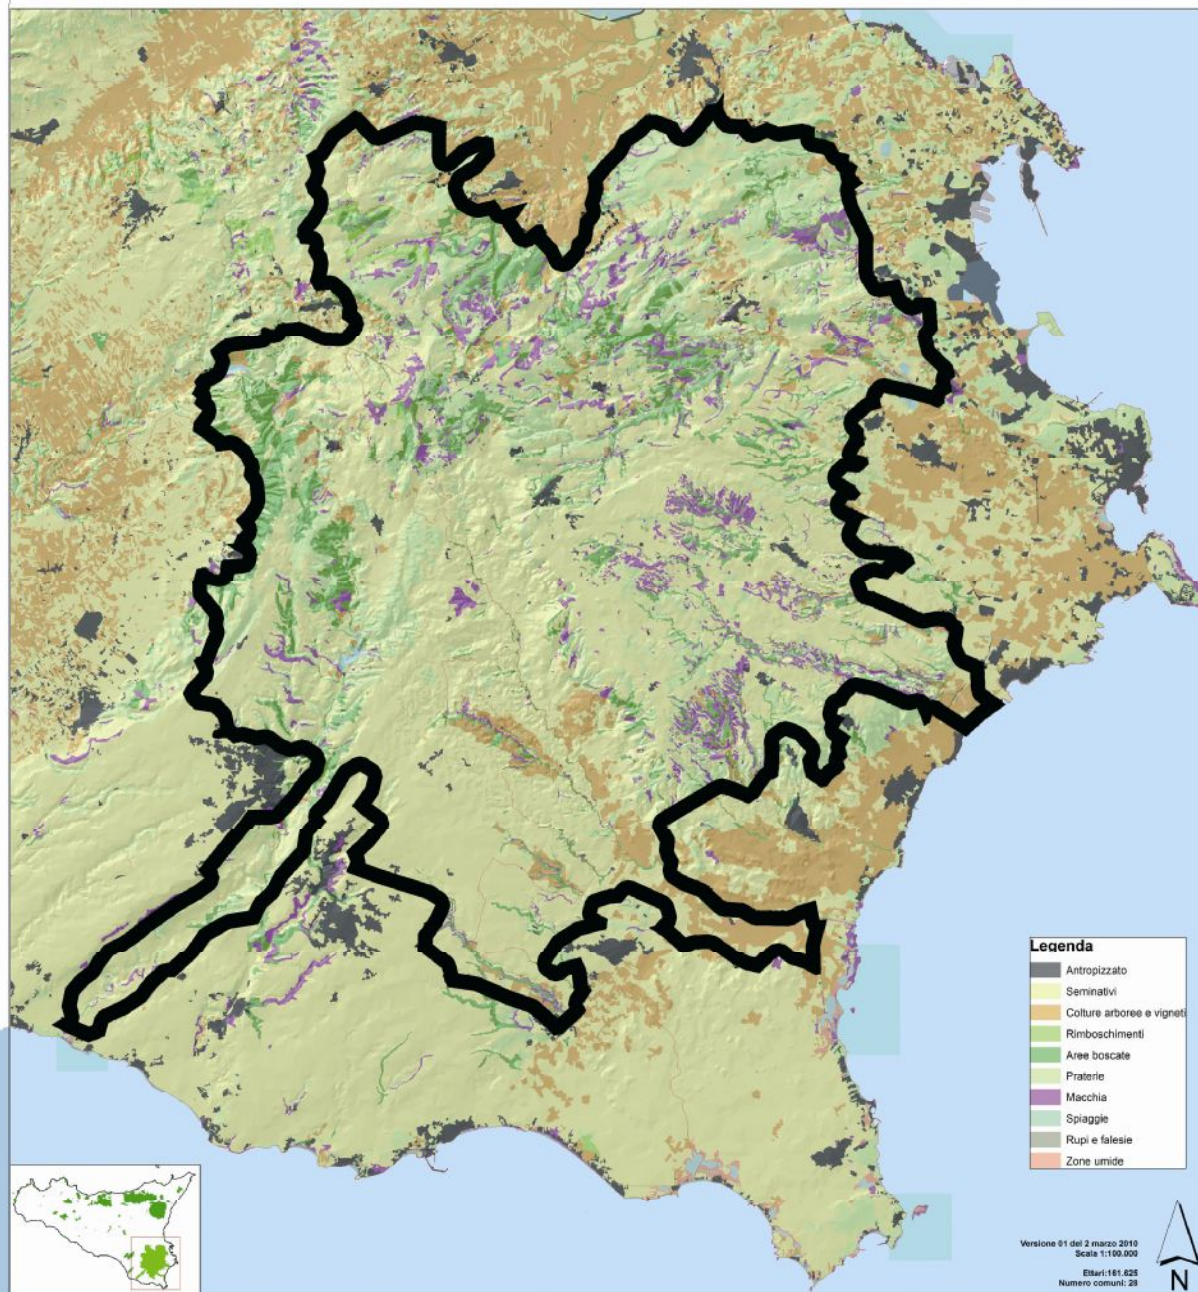 Legenda
Antropizzato
Seminativi
Colture arboree e vigneti
Rimboschimenti
Aree boscate
Praterie
Macchia
Spiaggie
Rupi e falesie
Zone umide
Versione 01 del 2 marzo 2010
Scala 1:100.000
Ettari:161.625
Numero comuni: 28
N